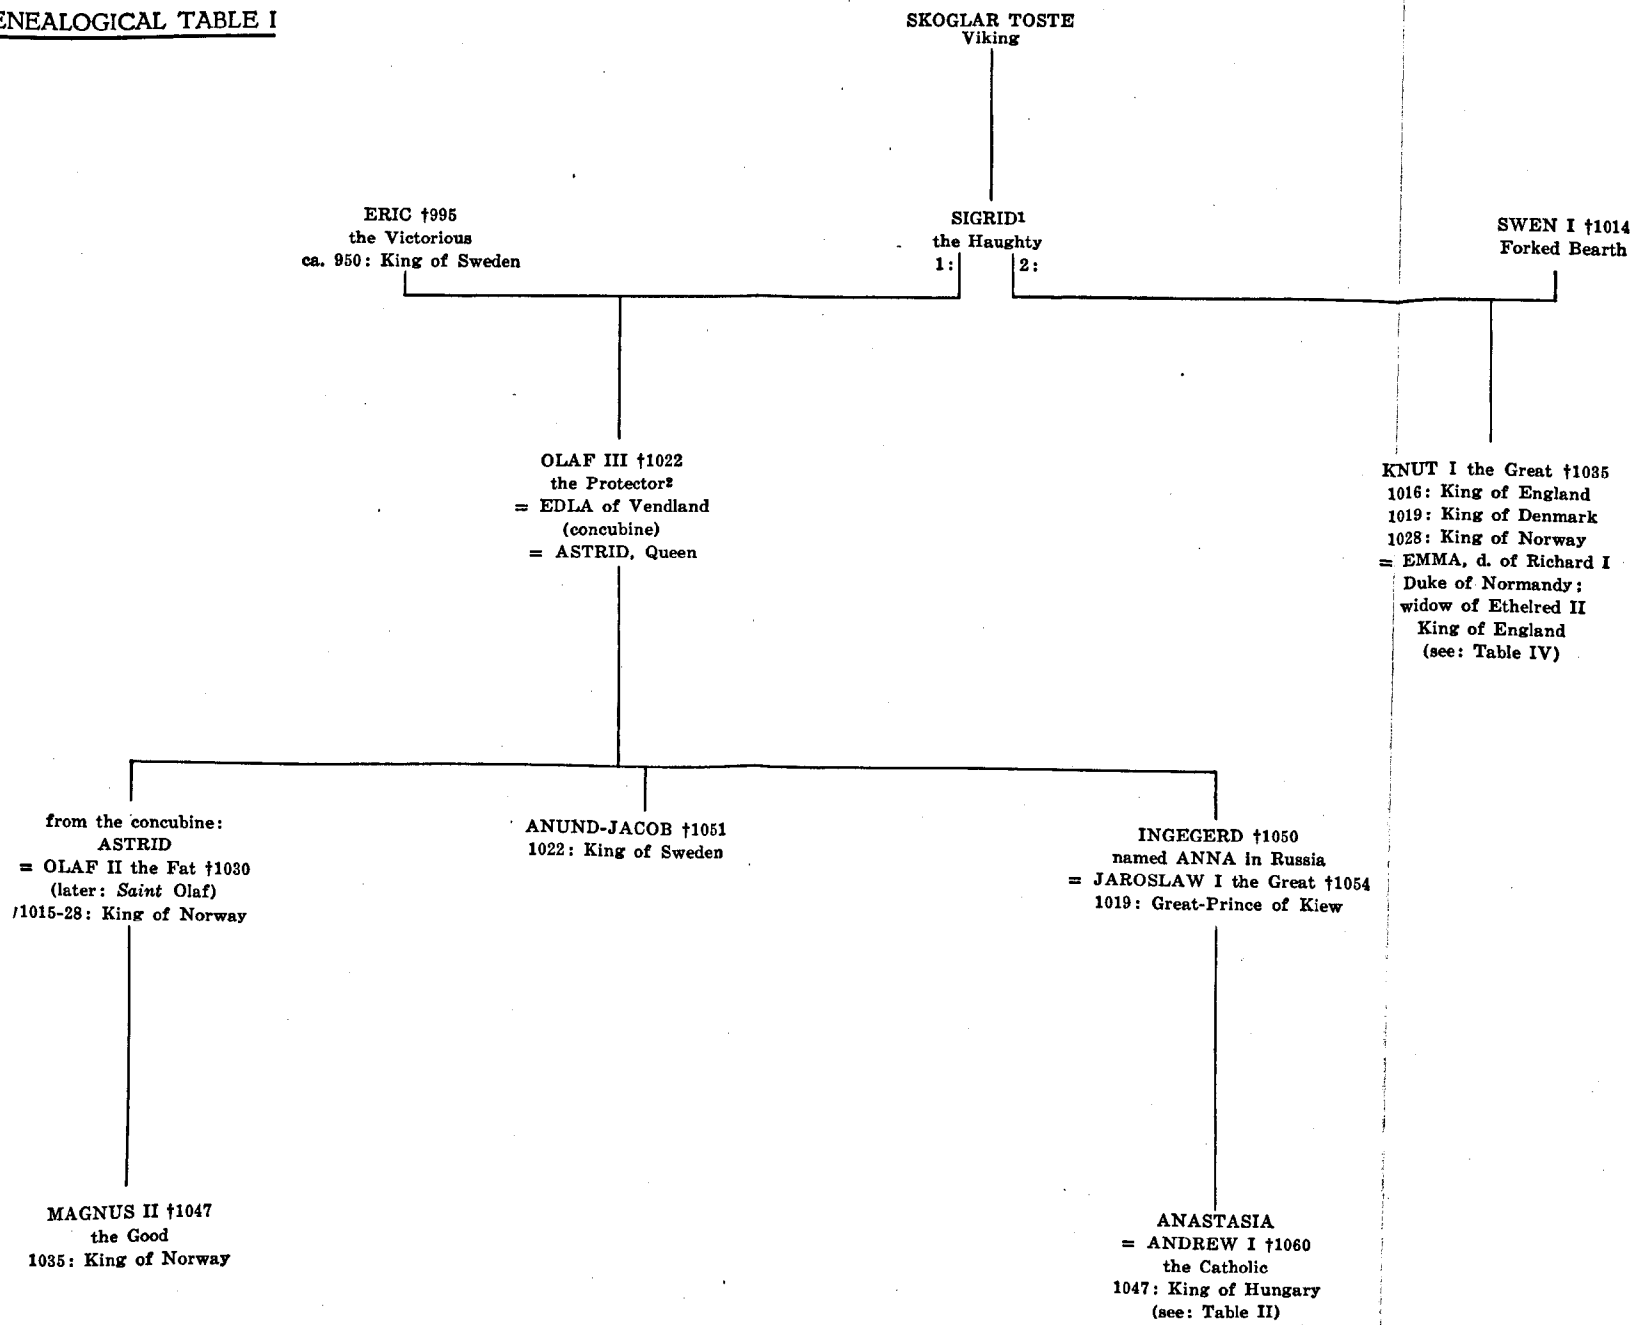 ENEALOGICAL TABLE I
SKOGLAR TOSTE
Viking
ERIC †995
the Victorious
ca. 950: King of Sweden
SIGRID¹
the Haughty
1: 2:
SWEN I †1014
Forked Bearth
OLAF III †1022
the Protector²
= EDLA of Vendland
(concubine)
= ASTRID, Queen
KNUT I the Great †1035
1016: King of England
1019: King of Denmark
1028: King of Norway
= EMMA, d. of Richard I
Duke of Normandy;
widow of Ethelred II
King of England
(see: Table IV)
from the concubine:
ASTRID
= OLAF II the Fat †1030
(later: Saint Olaf)
/1015-28: King of Norway
ANUND-JACOB †1051
1022: King of Sweden
INGEGERD †1050
named ANNA in Russia
= JAROSLAW I the Great †1054
1019: Great-Prince of Kiew
MAGNUS II †1047
the Good
1035: King of Norway
ANASTASIA
= ANDREW I †1060
the Catholic
1047: King of Hungary
(see: Table II)